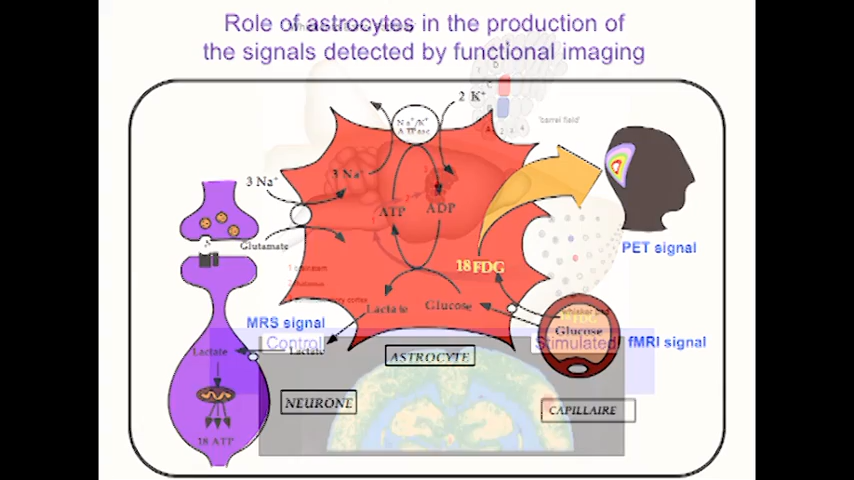 Role of astrocytes in the production of
the signals detected by functional imaging
2 K+
Na+/K+
ATPase
"barrel field"
3 Na+
3 Na+
ATP
ADP
Glutamate
PET signal
18FDG
Lactate
Glucose
MRS signal
Glucose
Control
Stimulated
fMRI signal
Lactate
Lactate
ASTROCYTE
NEURONE
CAPILLAIRE
18 ATP